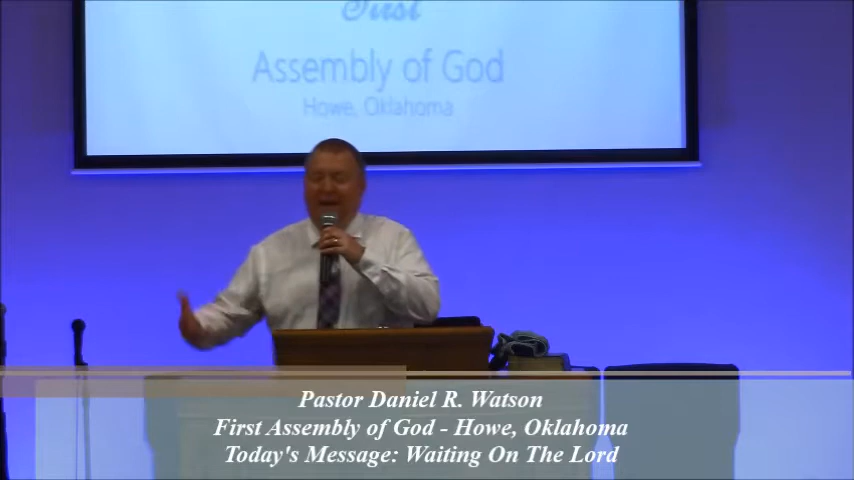 First
Assembly of God
Howe, Oklahoma
Pastor Daniel R. Watson
First Assembly of God - Howe, Oklahoma
Today's Message: Waiting On The Lord